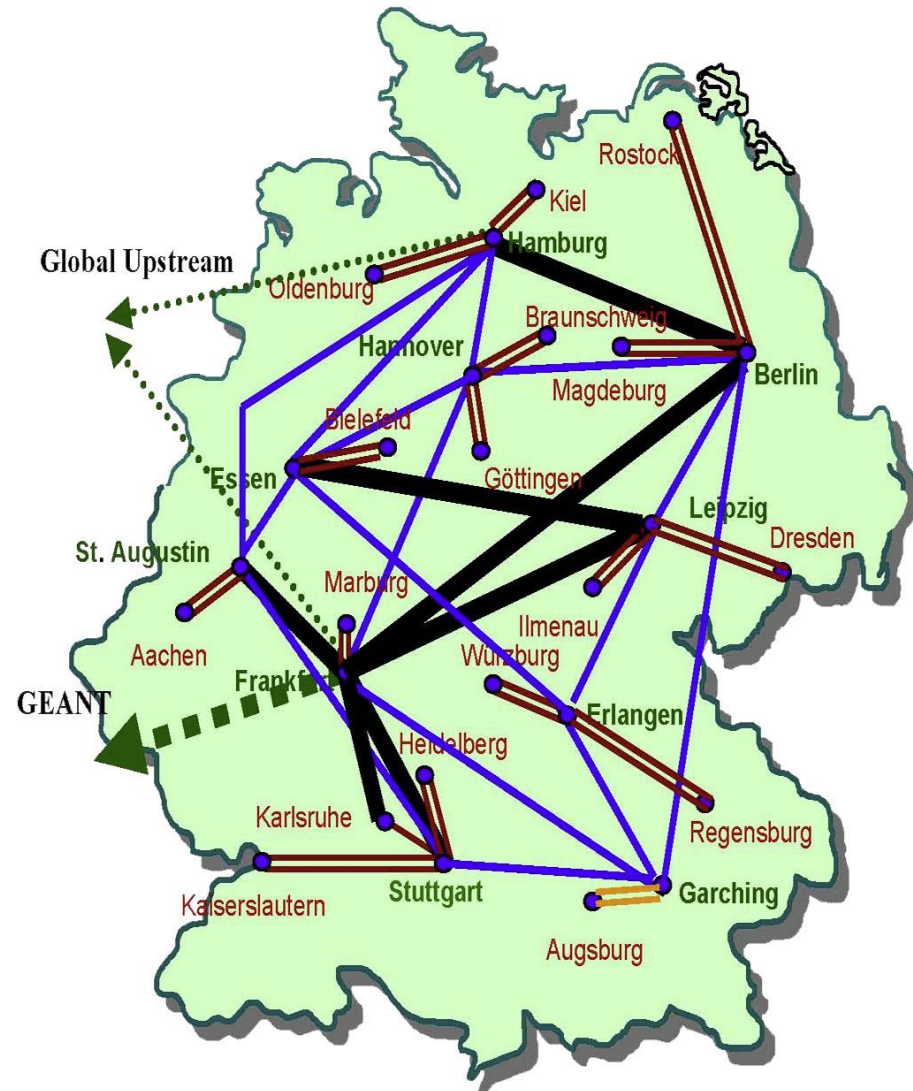 Rostock
Kiel
Hamburg
Global Upstream
Oldenburg
Braunschweig
Hannover
Berlin
Magdeburg
Bielefeld
Essen
Göttingen
Leipzig
St. Augustin
Dresden
Marburg
Ilmenau
Aachen
Würzburg
Frankfurt
GEANT
Erlangen
Heidelberg
Karlsruhe
Regensburg
Stuttgart
Garching
Kaiserslautern
Augsburg